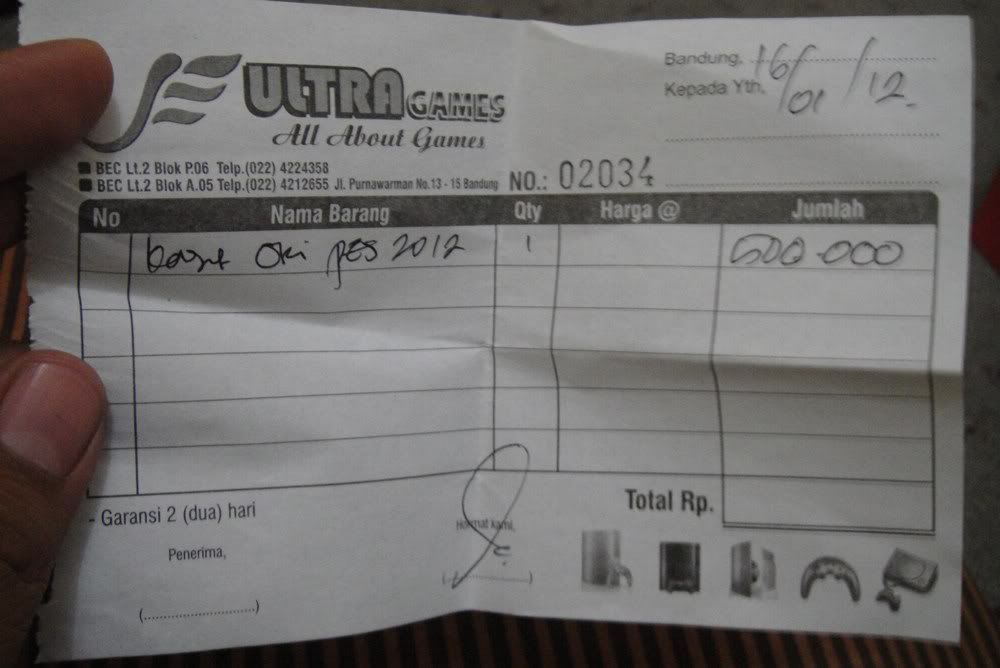 ULTRA GAMES
All About Games
BEC Lt.2 Blok P.06 Telp.(022) 4224358
BEC Lt.2 Blok A.05 Telp.(022) 4212655 Jl. Purnawarman No.13 - 15 Bandung
Bandung, 16/01/12.
Kepada Yth,
NO.: 02034
No Nama Barang Qty Harga @ Jumlah
Ori PES 2012 1 500.000
- Garansi 2 (dua) hari
Total Rp.
Penerima,
Hormat kami,
(..............................)
(..............................)